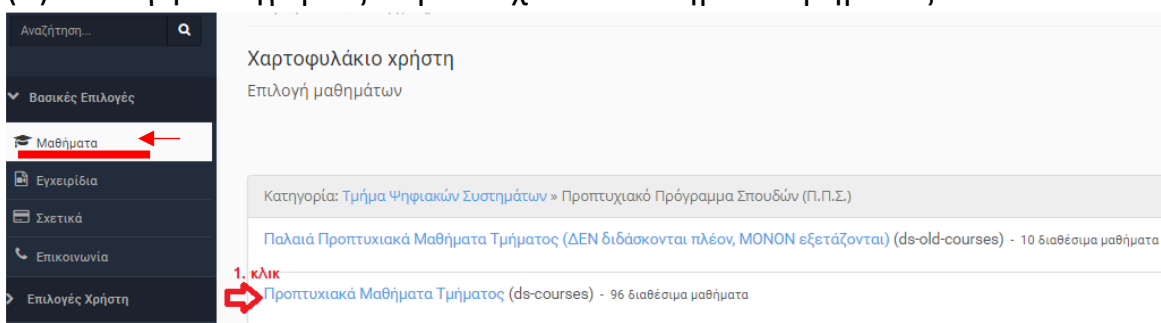 Αναζήτηση...
Χαρτοφυλάκιο χρήστη
Επιλογή μαθημάτων
Βασικές Επιλογές
Μαθήματα
Εγχειρίδια
Κατηγορία: Τμήμα Ψηφιακών Συστημάτων » Προπτυχιακό Πρόγραμμα Σπουδών (Π.Π.Σ.)
Σχετικά
Παλαιά Προπτυχιακά Μαθήματα Τμήματος (ΔΕΝ διδάσκονται πλέον, ΜΟΝΟΝ εξετάζονται) (ds-old-courses) - 10 διαθέσιμα μαθήματα
Επικοινωνία
1. κλικ
Επιλογές Χρήστη
Προπτυχιακά Μαθήματα Τμήματος (ds-courses) - 96 διαθέσιμα μαθήματα